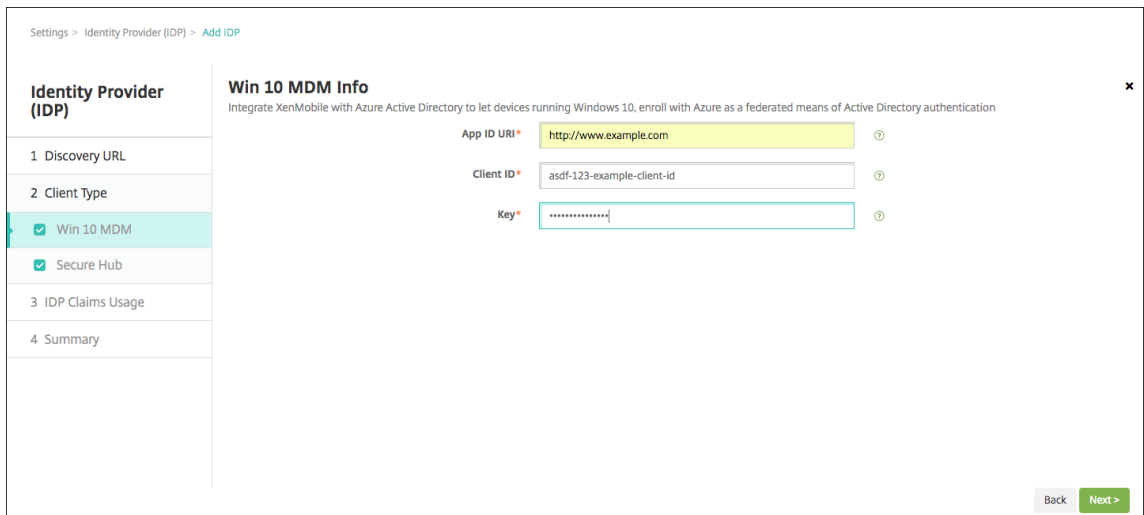 Settings > Identity Provider (IDP) > Add IDP
Identity Provider
(IDP)
1 Discovery URL
2 Client Type
Win 10 MDM
Secure Hub
3 IDP Claims Usage
4 Summary
Win 10 MDM Info
Integrate XenMobile with Azure Active Directory to let devices running Windows 10, enroll with Azure as a federated means of Active Directory authentication
App ID URI* http://www.example.com
Client ID* asdf-123-example-client-id
Key* •••••••••••••••
Back Next >